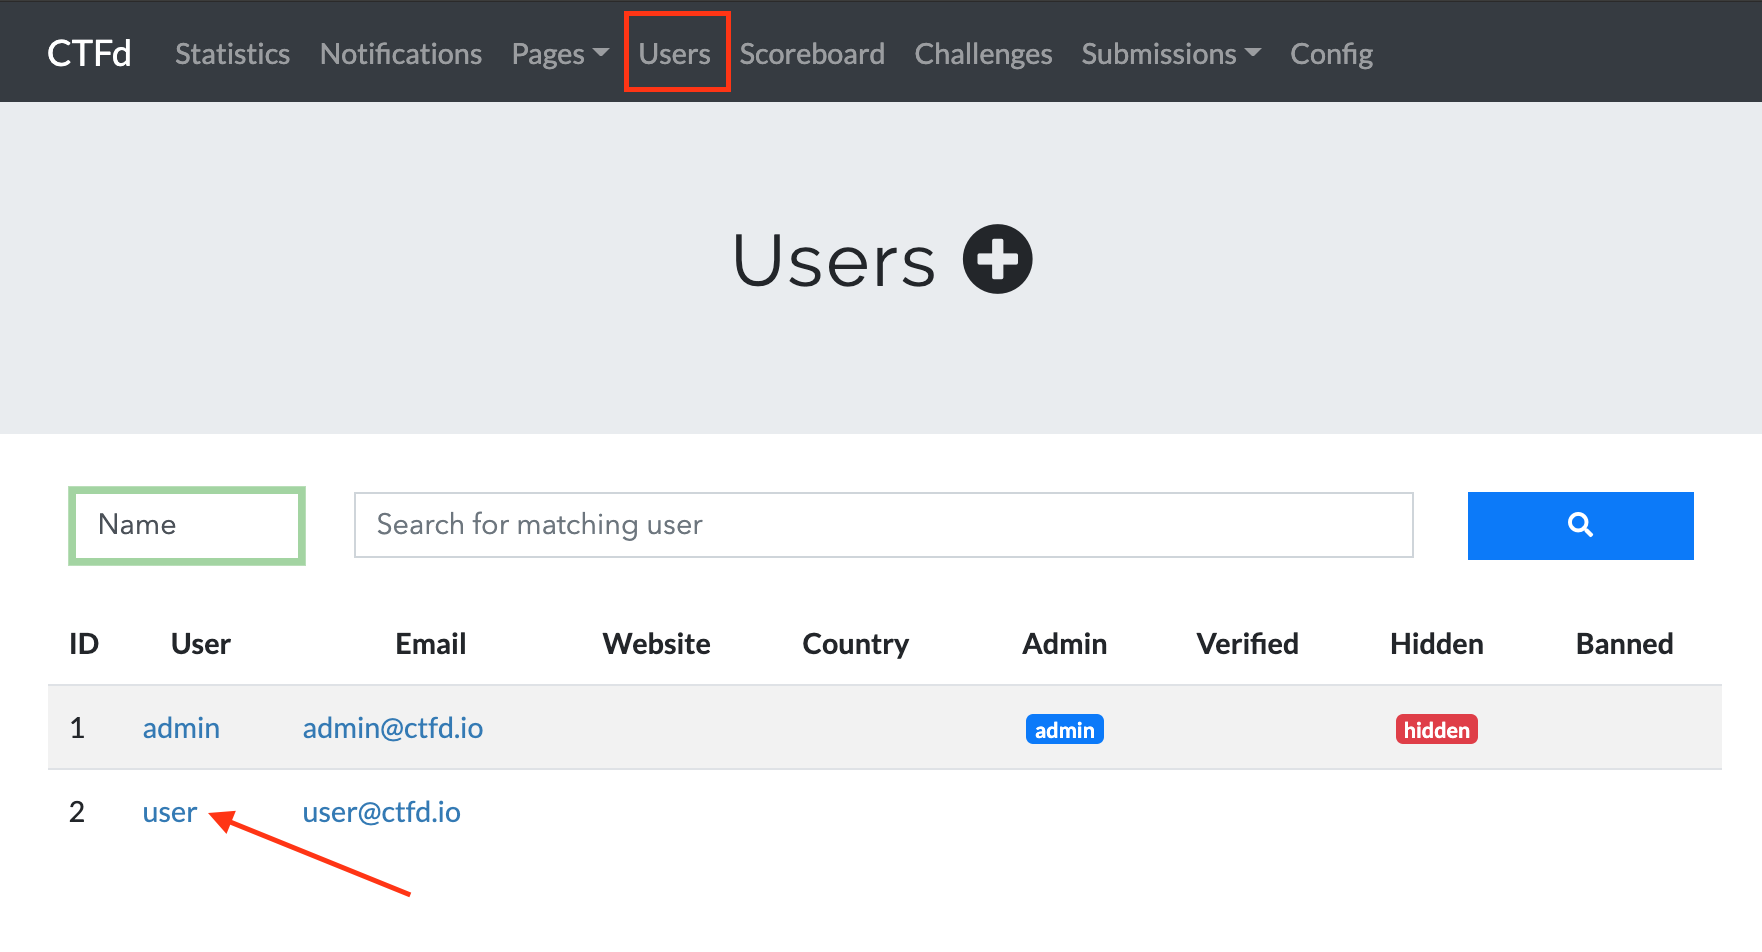 CTFd Statistics Notifications Pages Users Scoreboard Challenges Submissions Config
Users
Name Search for matching user
ID User Email Website Country Admin Verified Hidden Banned
1 admin admin@ctfd.io admin hidden
2 user user@ctfd.io